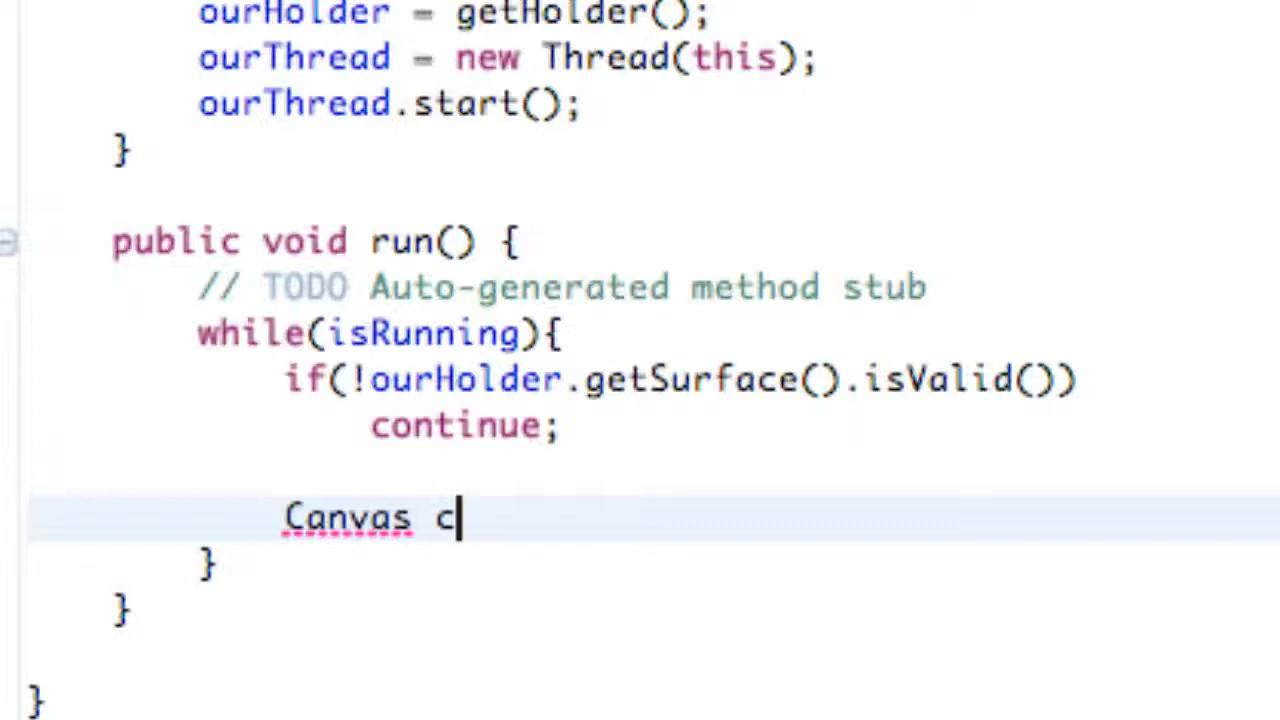 ourHolder = getHolder();
ourThread = new Thread(this);
ourThread.start();
}
public void run() {
// TODO Auto-generated method stub
while(isRunning){
if(!ourHolder.getSurface().isValid())
continue;
Canvas c
}
}
}